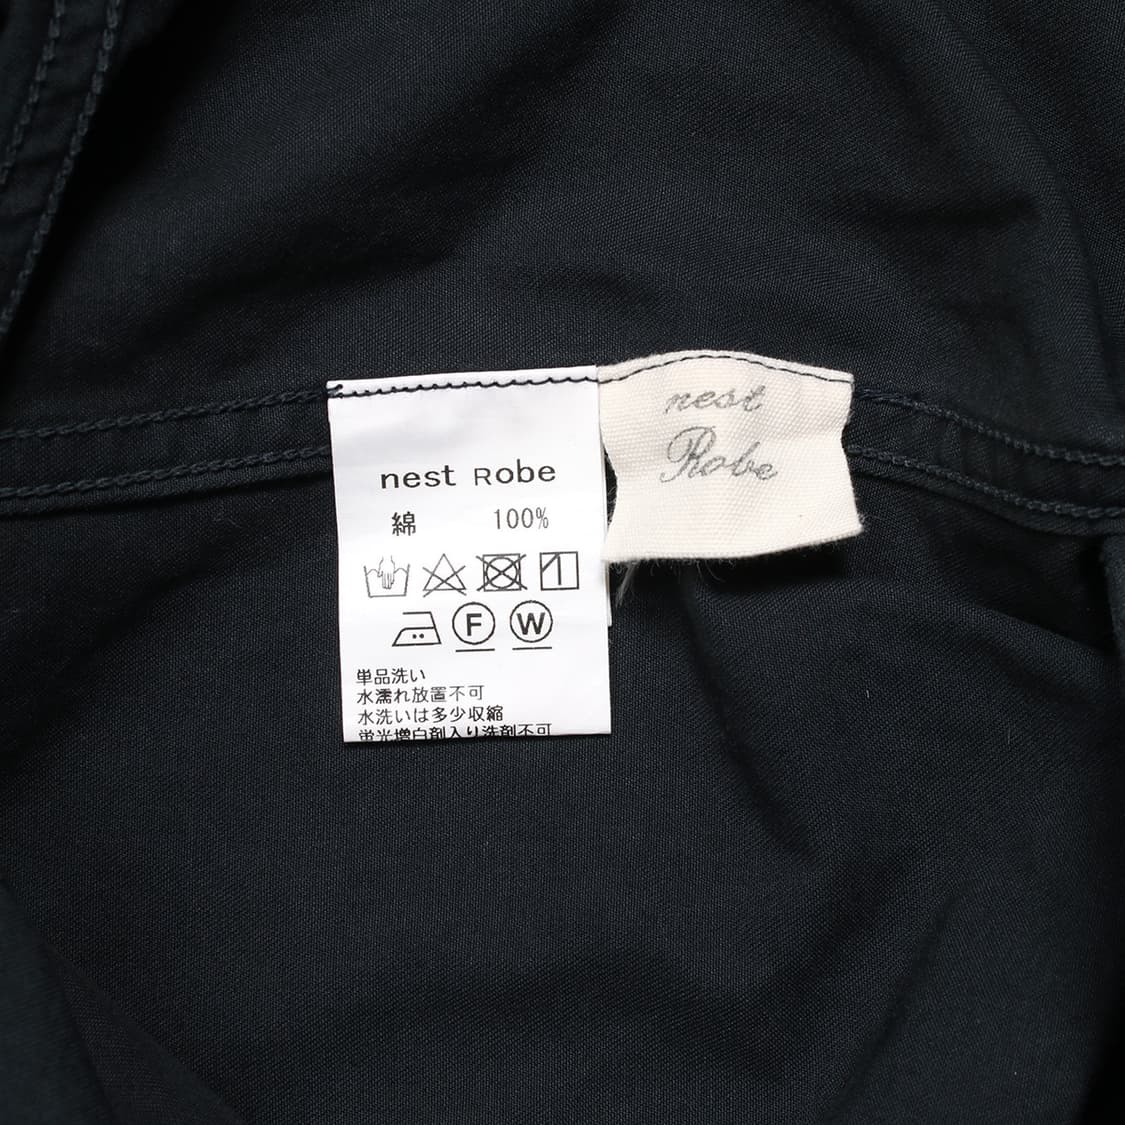 nest Robe
綿 100%
F W
単品洗い
水濡れ放置不可
水洗いは多少収縮
蛍光増白剤入り洗剤不可
nest
Robe